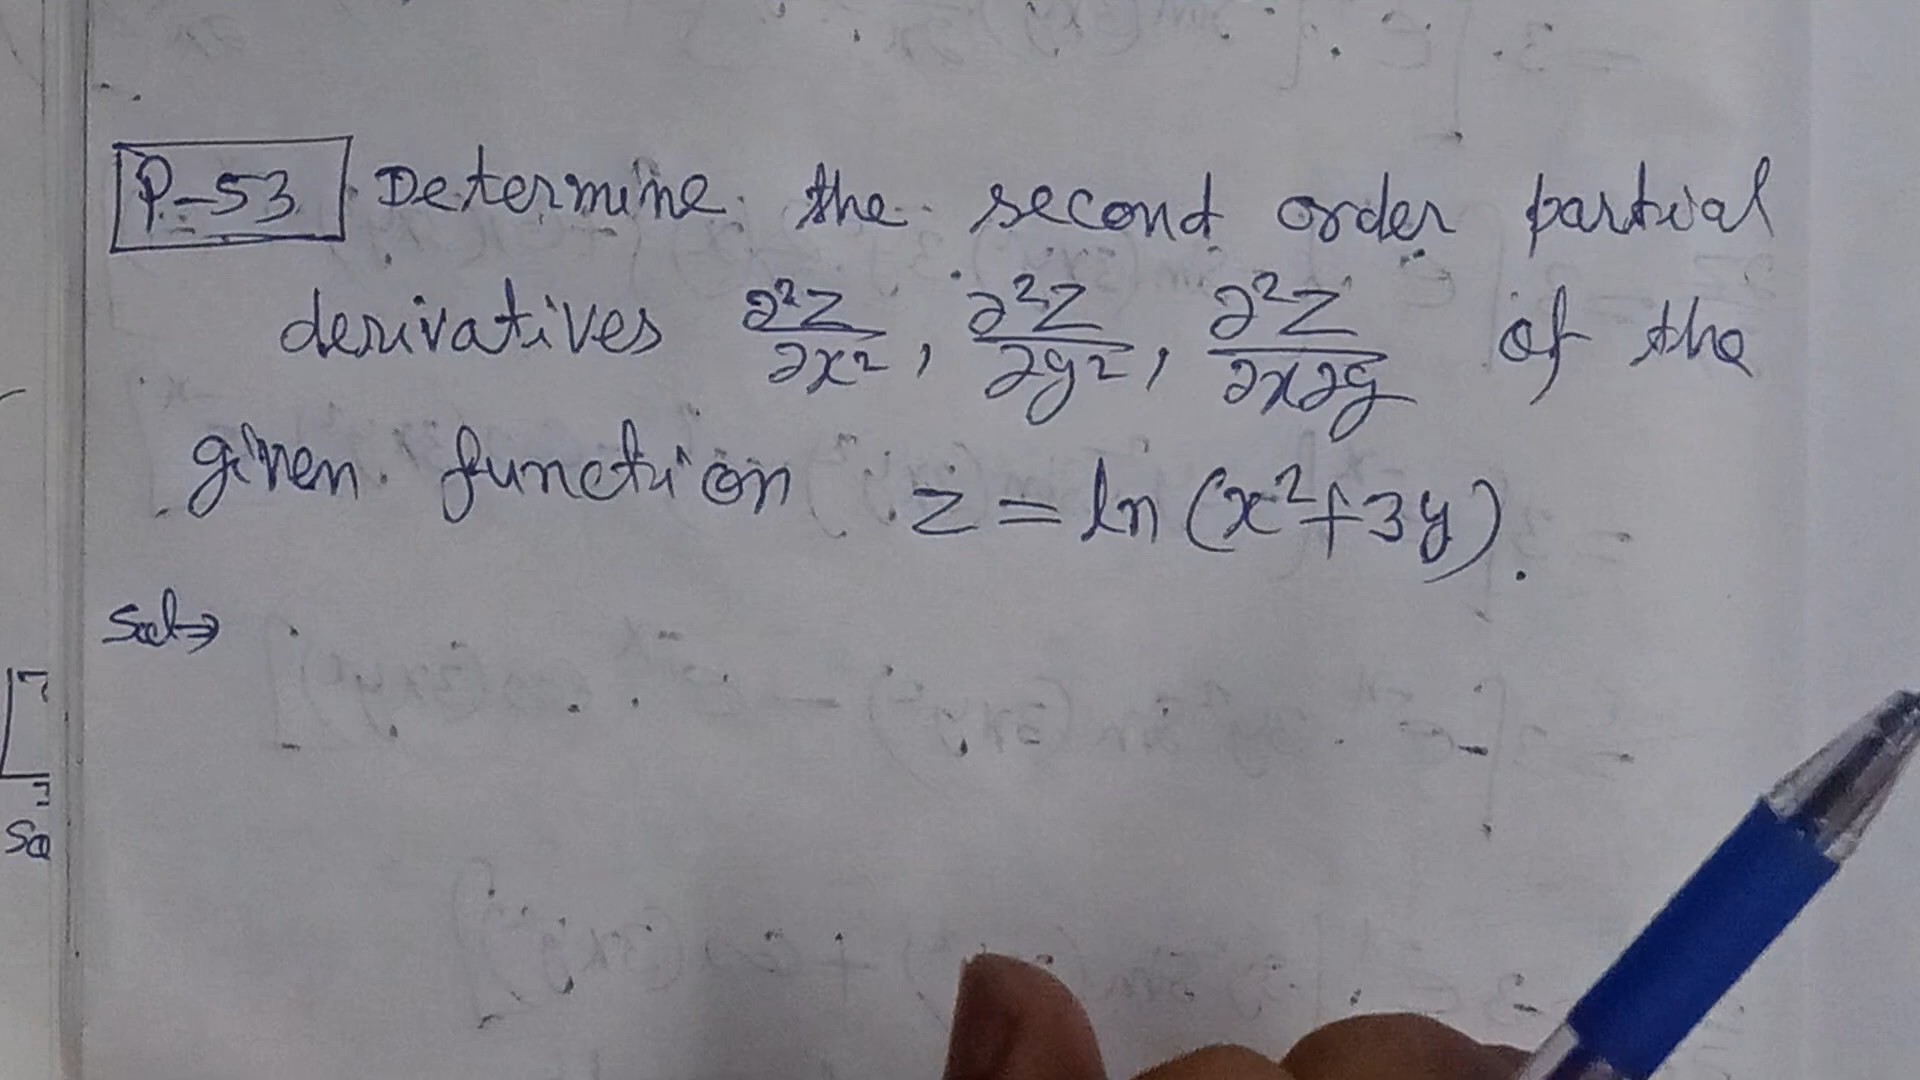 P-53 Determine the second order partial
derivatives ∂²z/∂x², ∂²z/∂y², ∂²z/∂x∂y of the
given function z = ln (x²+3y).
Sol→
So